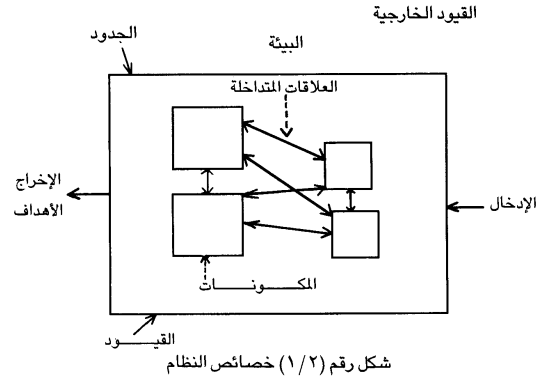 القيود الخارجية
الجدود
البيئة
العلاقات المتداخلة
الإخراج
الأهداف
الإدخال
المكونات
القيود
شكل رقم (١/٢) خصائص النظام